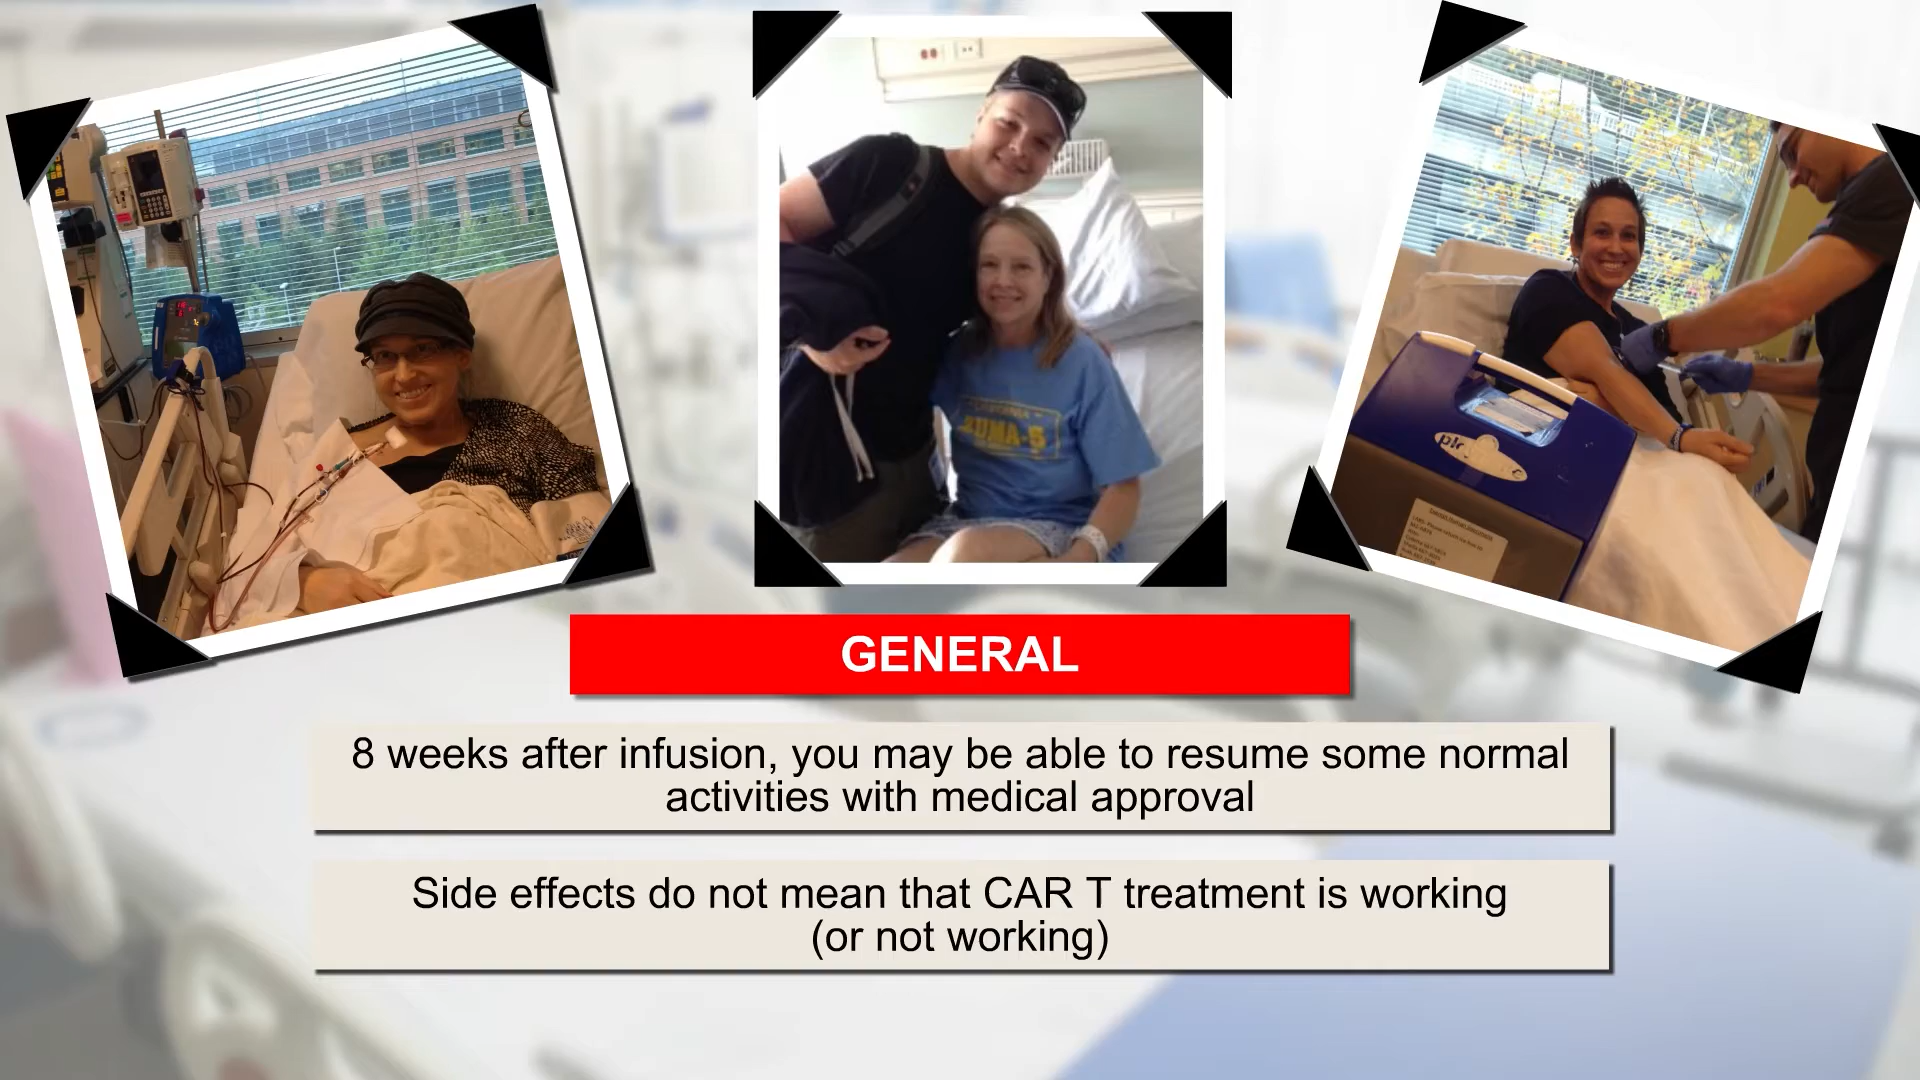 ZUMA-5
GENERAL
8 weeks after infusion, you may be able to resume some normal
activities with medical approval
Side effects do not mean that CAR T treatment is working
(or not working)